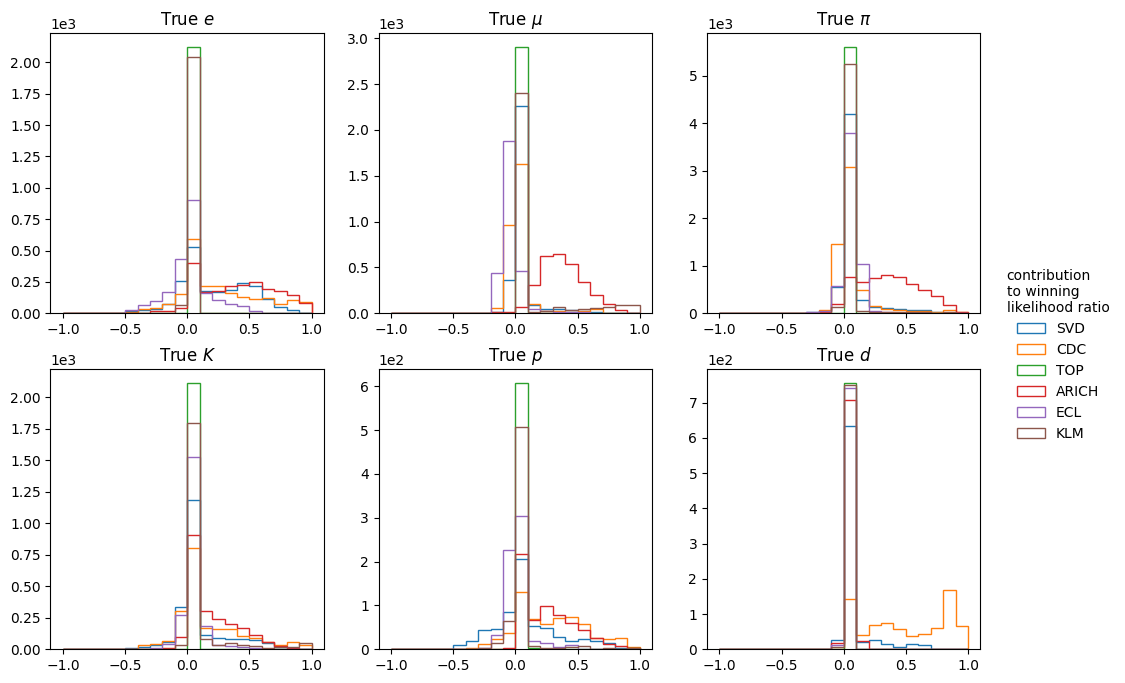 True e
1e3
2.00
1.75
1.50
1.25
1.00
0.75
0.50
0.25
0.00
−1.0 −0.5 0.0 0.5 1.0
True μ
1e3
3.0
2.5
2.0
1.5
1.0
0.5
0.0
−1.0 −0.5 0.0 0.5 1.0
True π
1e3
5
4
3
2
1
0
−1.0 −0.5 0.0 0.5 1.0
True K
1e3
2.00
1.75
1.50
1.25
1.00
0.75
0.50
0.25
0.00
−1.0 −0.5 0.0 0.5 1.0
True p
1e2
6
5
4
3
2
1
0
−1.0 −0.5 0.0 0.5 1.0
True d
1e2
7
6
5
4
3
2
1
0
−1.0 −0.5 0.0 0.5 1.0
contribution
to winning
likelihood ratio
SVD
CDC
TOP
ARICH
ECL
KLM